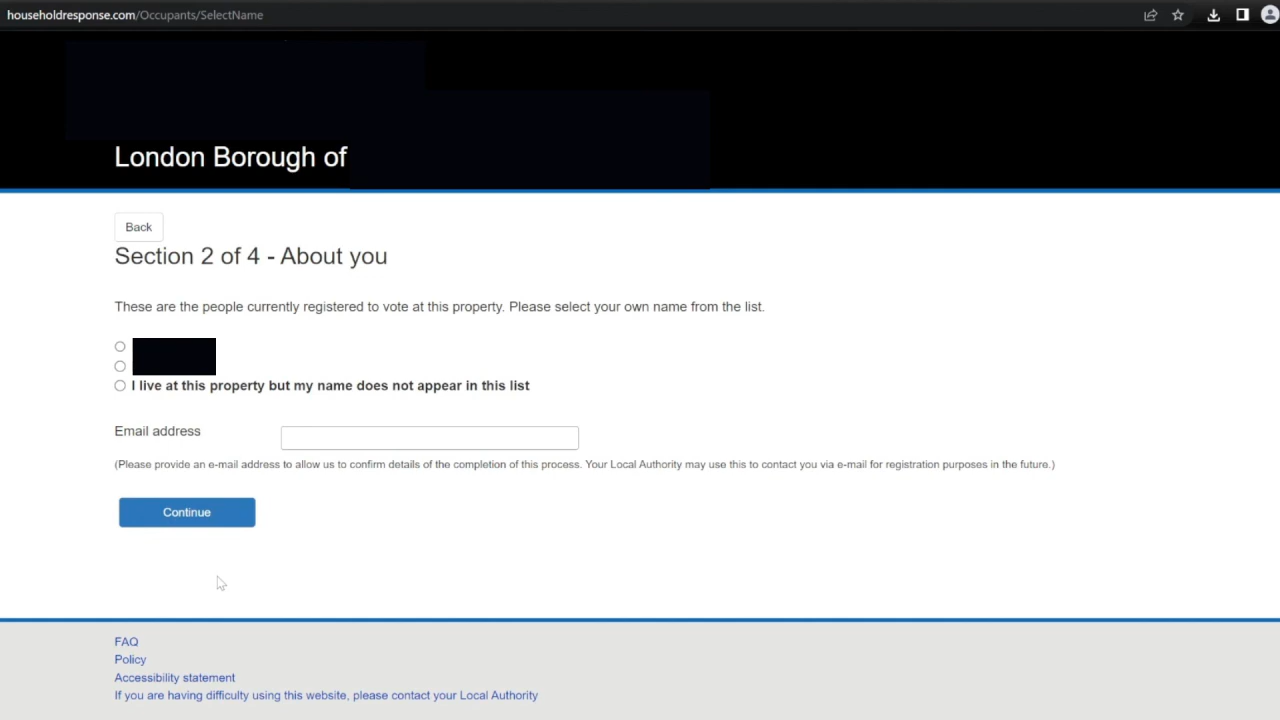 householdresponse.com/Occupants/SelectName
London Borough of
Back
Section 2 of 4 - About you
These are the people currently registered to vote at this property. Please select your own name from the list.
I live at this property but my name does not appear in this list
Email address
(Please provide an e-mail address to allow us to confirm details of the completion of this process. Your Local Authority may use this to contact you via e-mail for registration purposes in the future.)
Continue
FAQ
Policy
Accessibility statement
If you are having difficulty using this website, please contact your Local Authority